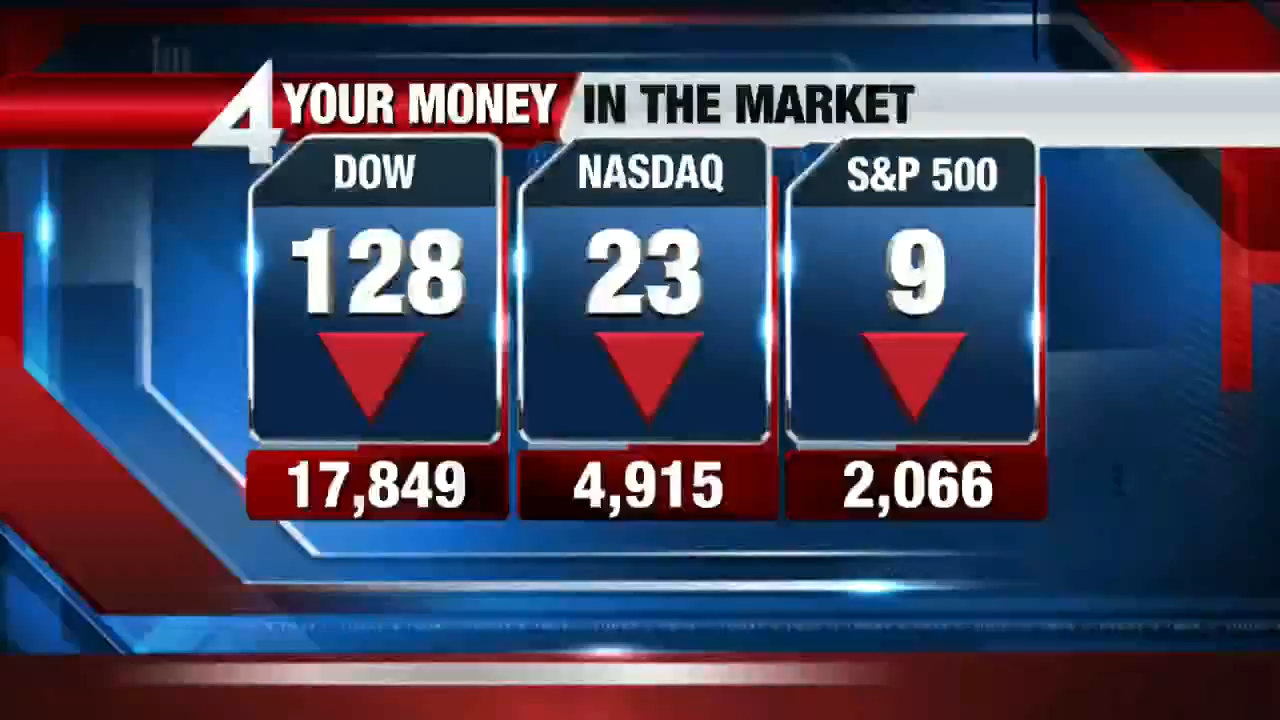 4 YOUR MONEY IN THE MARKET
DOW NASDAQ S&P 500
128 23 9
17,849 4,915 2,066